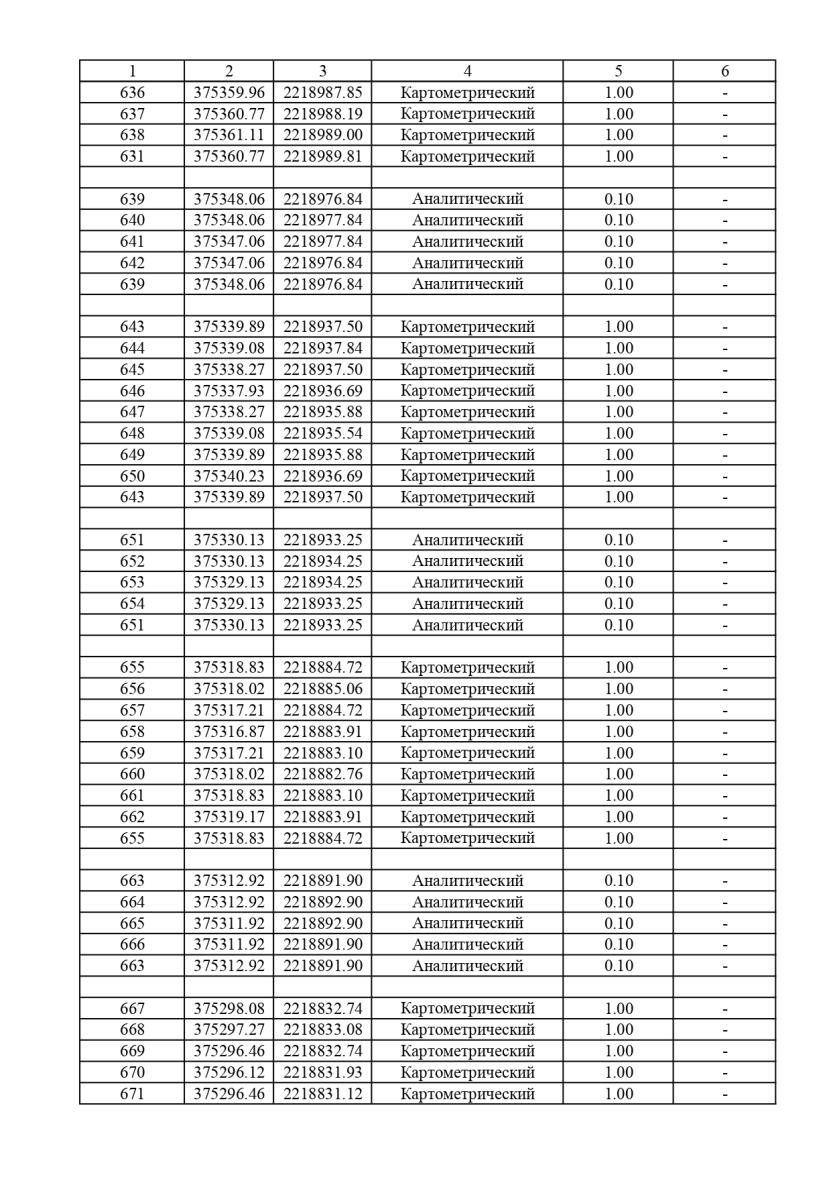 1 2 3 4 5 6
636 375359.96 2218987.85 Картометрический 1.00 -
637 375360.77 2218988.19 Картометрический 1.00 -
638 375361.11 2218989.00 Картометрический 1.00 -
631 375360.77 2218989.81 Картометрический 1.00 -
639 375348.06 2218976.84 Аналитический 0.10 -
640 375348.06 2218977.84 Аналитический 0.10 -
641 375347.06 2218977.84 Аналитический 0.10 -
642 375347.06 2218976.84 Аналитический 0.10 -
639 375348.06 2218976.84 Аналитический 0.10 -
643 375339.89 2218937.50 Картометрический 1.00 -
644 375339.08 2218937.84 Картометрический 1.00 -
645 375338.27 2218937.50 Картометрический 1.00 -
646 375337.93 2218936.69 Картометрический 1.00 -
647 375338.27 2218935.88 Картометрический 1.00 -
648 375339.08 2218935.54 Картометрический 1.00 -
649 375339.89 2218935.88 Картометрический 1.00 -
650 375340.23 2218936.69 Картометрический 1.00 -
643 375339.89 2218937.50 Картометрический 1.00 -
651 375330.13 2218933.25 Аналитический 0.10 -
652 375330.13 2218934.25 Аналитический 0.10 -
653 375329.13 2218934.25 Аналитический 0.10 -
654 375329.13 2218933.25 Аналитический 0.10 -
651 375330.13 2218933.25 Аналитический 0.10 -
655 375318.83 2218884.72 Картометрический 1.00 -
656 375318.02 2218885.06 Картометрический 1.00 -
657 375317.21 2218884.72 Картометрический 1.00 -
658 375316.87 2218883.91 Картометрический 1.00 -
659 375317.21 2218883.10 Картометрический 1.00 -
660 375318.02 2218882.76 Картометрический 1.00 -
661 375318.83 2218883.10 Картометрический 1.00 -
662 375319.17 2218883.91 Картометрический 1.00 -
655 375318.83 2218884.72 Картометрический 1.00 -
663 375312.92 2218891.90 Аналитический 0.10 -
664 375312.92 2218892.90 Аналитический 0.10 -
665 375311.92 2218892.90 Аналитический 0.10 -
666 375311.92 2218891.90 Аналитический 0.10 -
663 375312.92 2218891.90 Аналитический 0.10 -
667 375298.08 2218832.74 Картометрический 1.00 -
668 375297.27 2218833.08 Картометрический 1.00 -
669 375296.46 2218832.74 Картометрический 1.00 -
670 375296.12 2218831.93 Картометрический 1.00 -
671 375296.46 2218831.12 Картометрический 1.00 -